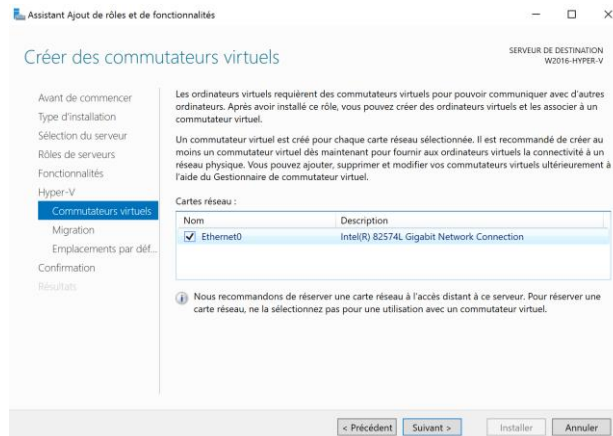 Assistant Ajout de rôles et de fonctionnalités
Créer des commutateurs virtuels
SERVEUR DE DESTINATION
W2016-HYPER-V
Avant de commencer
Type d'installation
Sélection du serveur
Rôles de serveurs
Fonctionnalités
Hyper-V
Commutateurs virtuels
Migration
Emplacements par déf...
Confirmation
Résultats
Les ordinateurs virtuels requièrent des commutateurs virtuels pour pouvoir communiquer avec d'autres
ordinateurs. Après avoir installé ce rôle, vous pouvez créer des ordinateurs virtuels et les associer à un
commutateur virtuel.
Un commutateur virtuel est créé pour chaque carte réseau sélectionnée. Il est recommandé de créer au
moins un commutateur virtuel dès maintenant pour fournir aux ordinateurs virtuels la connectivité à un
réseau physique. Vous pouvez ajouter, supprimer et modifier vos commutateurs virtuels ultérieurement à
l'aide du Gestionnaire de commutateur virtuel.
Cartes réseau :
Nom Description
Ethernet0 Intel(R) 82574L Gigabit Network Connection
Nous recommandons de réserver une carte réseau à l'accès distant à ce serveur. Pour réserver une
carte réseau, ne la sélectionnez pas pour une utilisation avec un commutateur virtuel.
< Précédent Suivant > Installer Annuler